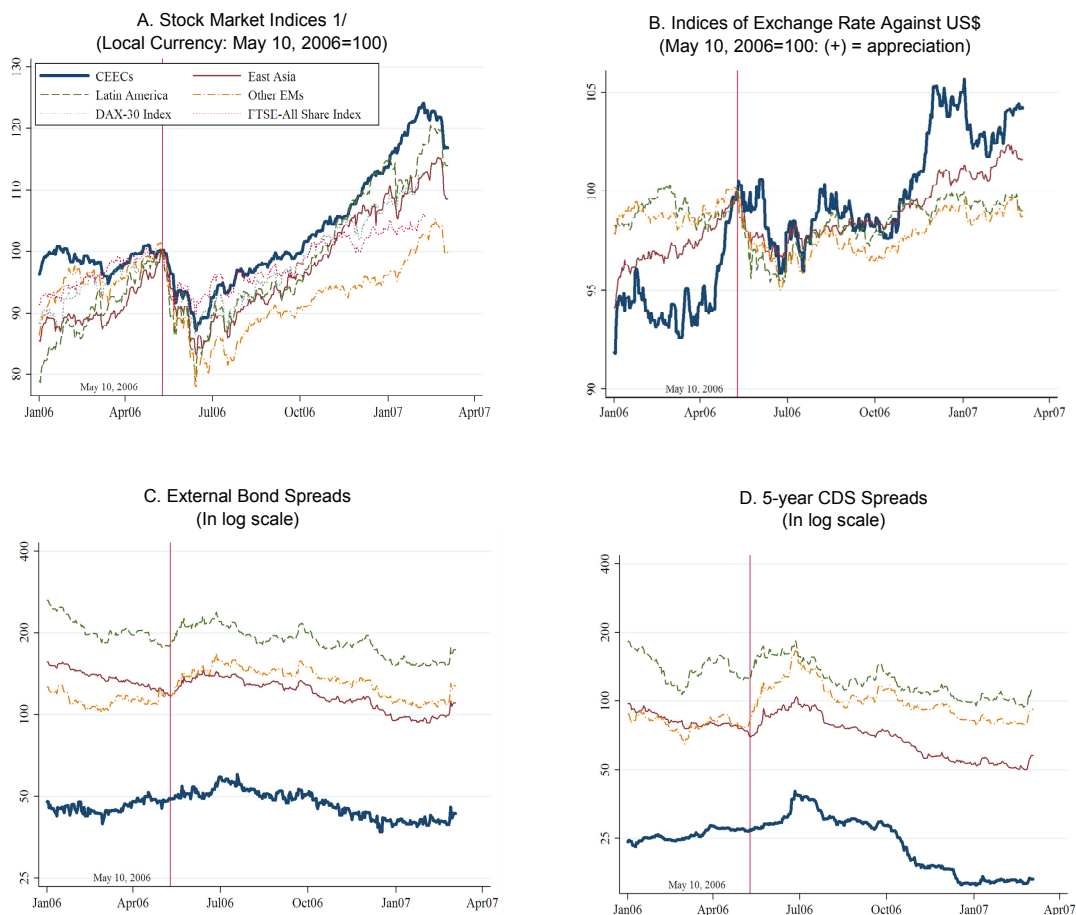 A. Stock Market Indices 1/
(Local Currency: May 10, 2006=100)
130
120
110
100
90
80
CEECs
East Asia
Latin America
Other EMs
DAX-30 Index
FTSE-All Share Index
May 10, 2006
Jan06
Apr06
Jul06
Oct06
Jan07
Apr07
B. Indices of Exchange Rate Against US$
(May 10, 2006=100: (+) = appreciation)
105
100
95
90
May 10, 2006
Jan06
Apr06
Jul06
Oct06
Jan07
Apr07
C. External Bond Spreads
(In log scale)
400
200
100
50
25
May 10, 2006
Jan06
Apr06
Jul06
Oct06
Jan07
Apr07
D. 5-year CDS Spreads
(In log scale)
400
200
100
50
25
May 10, 2006
Jan06
Apr06
Jul06
Oct06
Jan07
Apr07